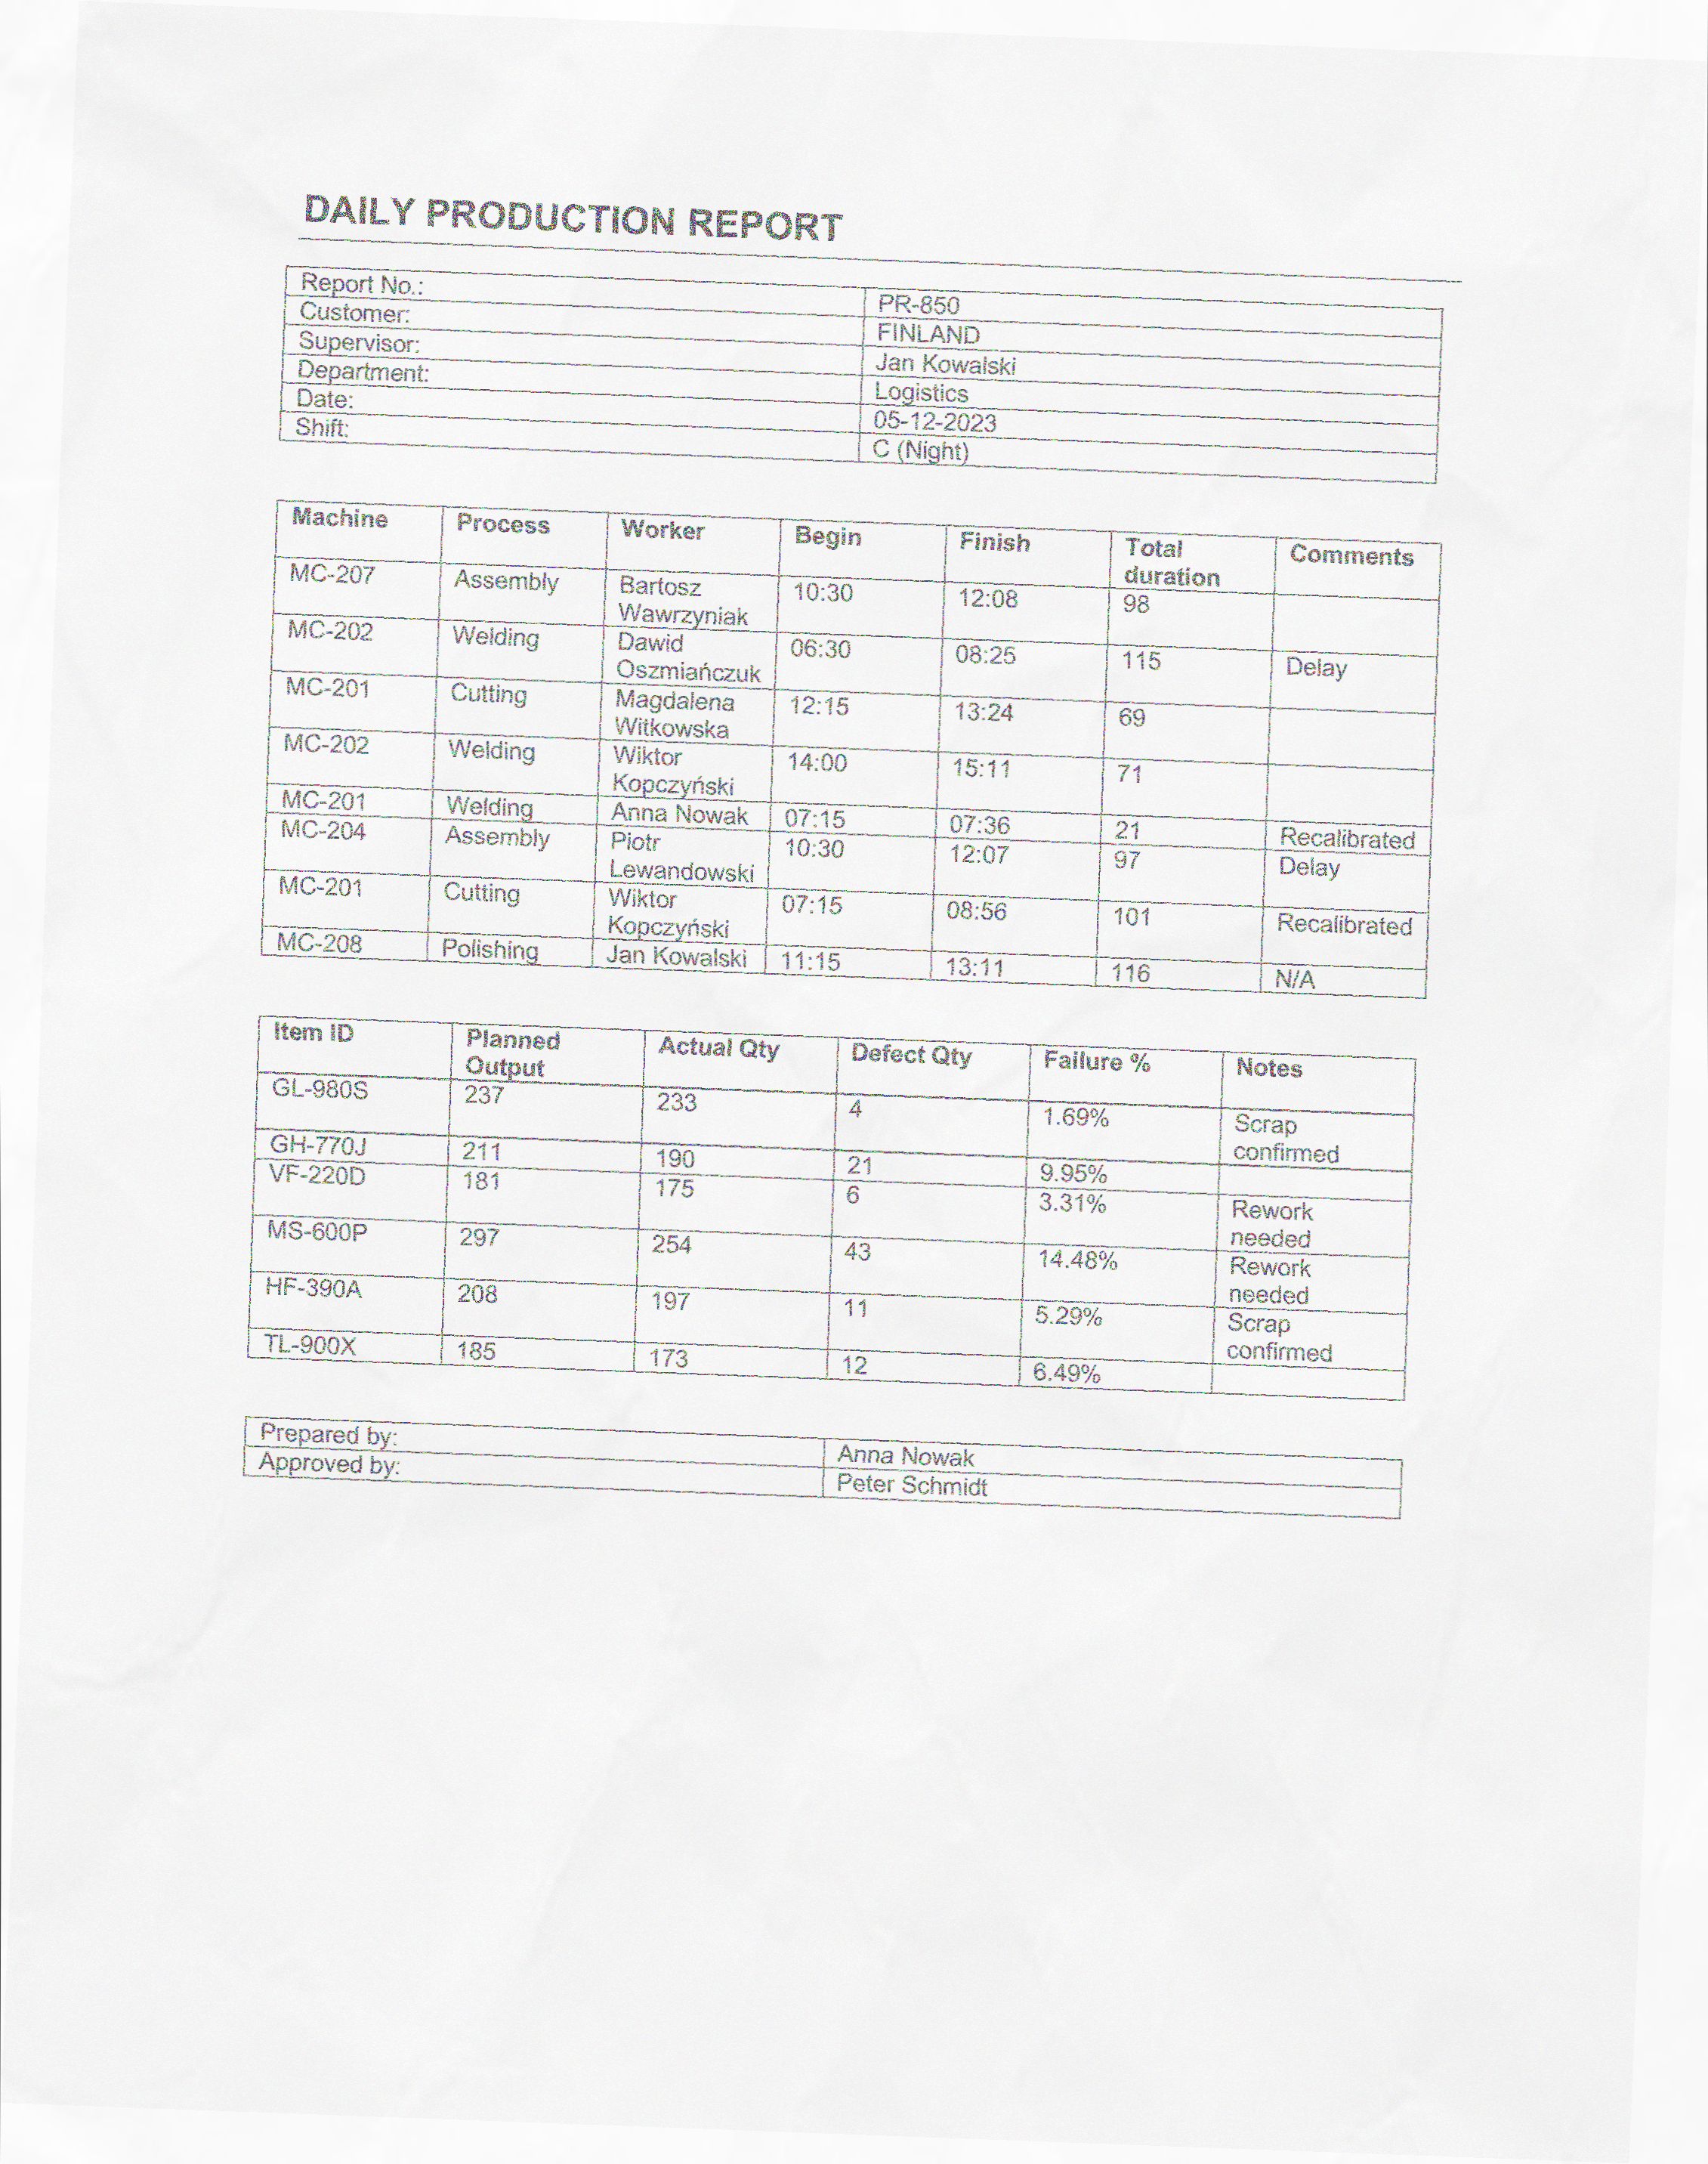 DAILY PRODUCTION REPORT
Report No.: PR-850
Customer: FINLAND
Supervisor: Jan Kowalski
Department: Logistics
Date: 05-12-2023
Shift: C (Night)
Machine Process Worker Begin Finish Total duration Comments
MC-207 Assembly Bartosz Wawrzyniak 10:30 12:08 98
MC-202 Welding Dawid Oszmiańczuk 06:30 08:25 115 Delay
MC-201 Cutting Magdalena Witkowska 12:15 13:24 69
MC-202 Welding Wiktor Kopczyński 14:00 15:11 71
MC-201 Welding Anna Nowak 07:15 07:36 21 Recalibrated
MC-204 Assembly Piotr Lewandowski 10:30 12:07 97 Delay
MC-201 Cutting Wiktor Kopczyński 07:15 08:56 101 Recalibrated
MC-208 Polishing Jan Kowalski 11:15 13:11 116 N/A
Item ID Planned Output Actual Qty Defect Qty Failure % Notes
GL-980S 237 233 4 1.69% Scrap confirmed
GH-770J 211 190 21 9.95%
VF-220D 181 175 6 3.31% Rework needed
MS-600P 297 254 43 14.48% Rework needed
HF-390A 208 197 11 5.29% Scrap confirmed
TL-900X 185 173 12 6.49%
Prepared by: Anna Nowak
Approved by: Peter Schmidt